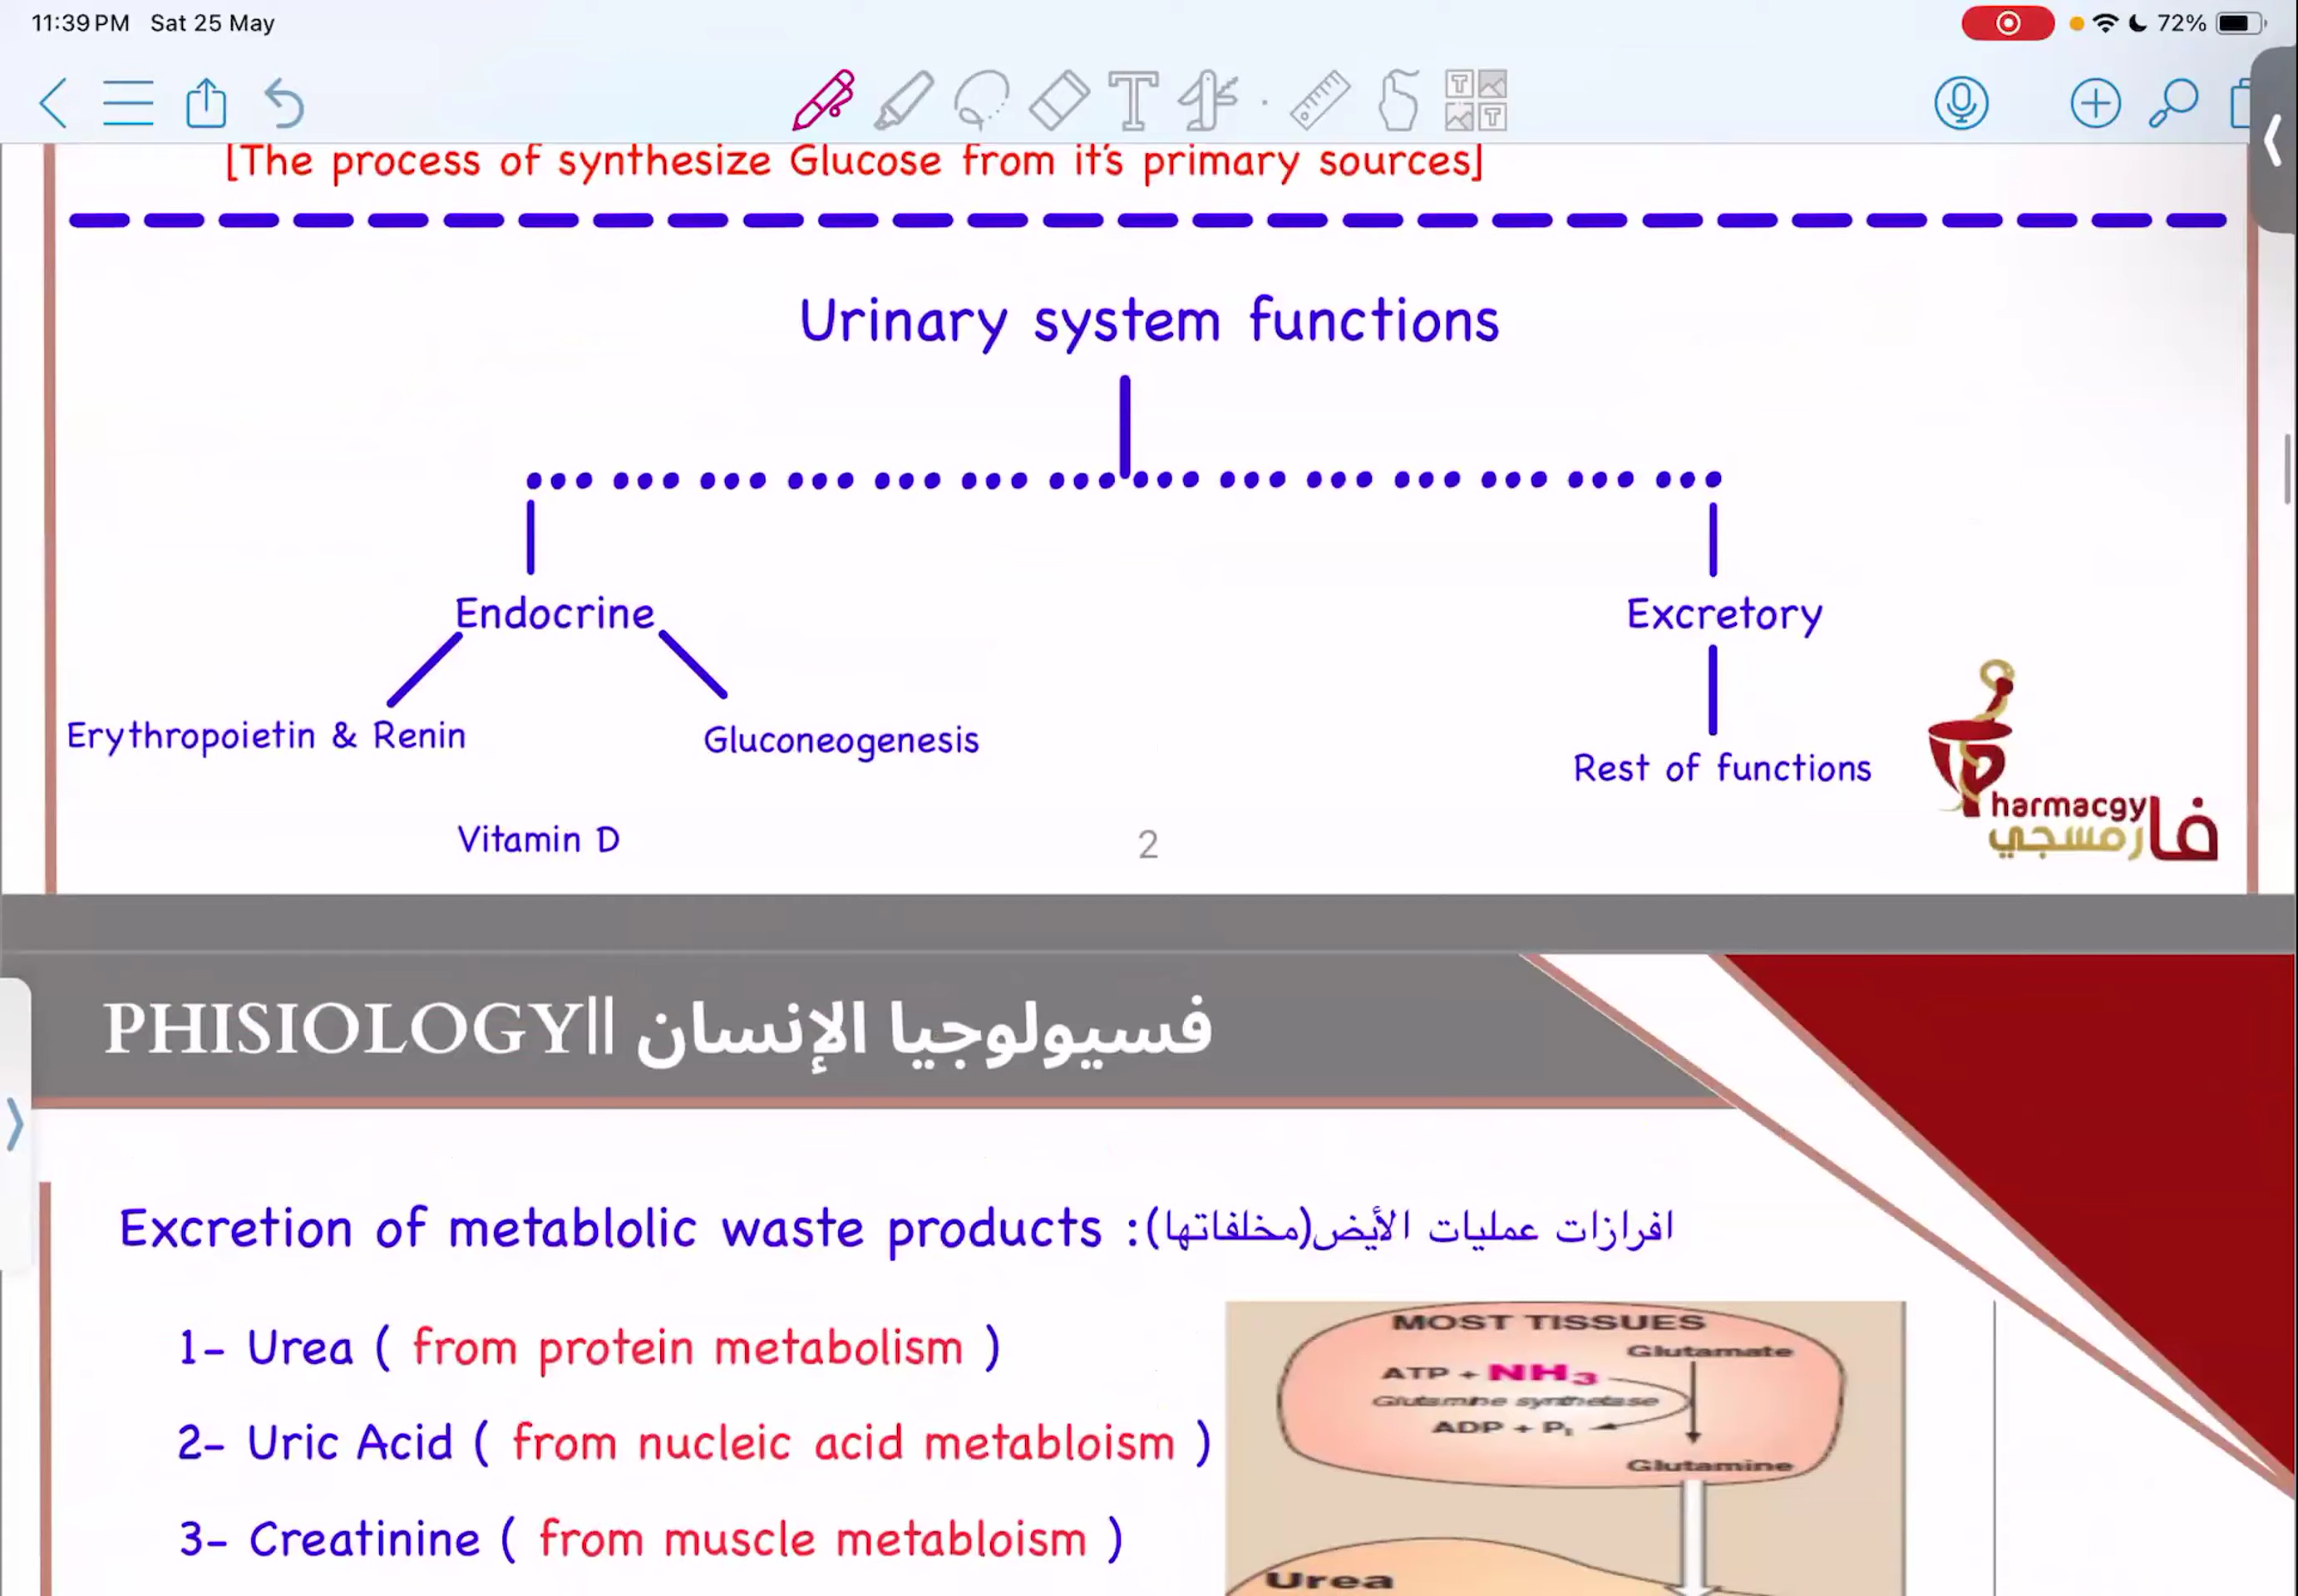 11:39 PM Sat 25 May
72%
[The process of synthesize Glucose from it's primary sources]
Urinary system functions
Endocrine
Excretory
Erythropoietin & Renin
Gluconeogenesis
Rest of functions
Vitamin D
2
Pharmacgy
فارمسجي
PHISIOLOGY|| فسيولوجيا الإنسان
Excretion of metablolic waste products :افرازات عمليات الأيض(مخلفاتها)
1- Urea ( from protein metabolism )
2- Uric Acid ( from nucleic acid metabloism )
3- Creatinine ( from muscle metabloism )
MOST TISSUES
Glutamate
ATP + NH3
Glutamine synthetase
ADP + Pi
Glutamine
Urea